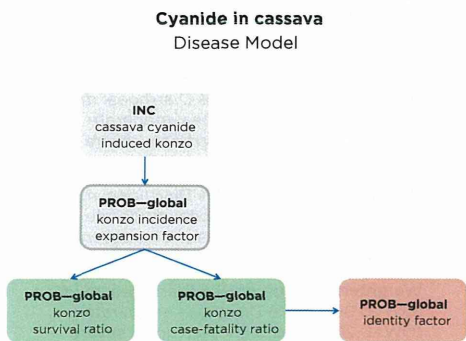 Cyanide in cassava
Disease Model
INC
cassava cyanide
induced konzo
PROB—global
konzo incidence
expansion factor
PROB—global
konzo
survival ratio
PROB—global
konzo
case-fatality ratio
PROB—global
identity factor